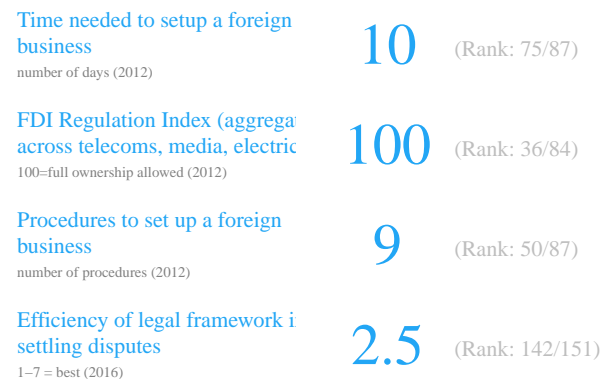 Time needed to setup a foreign
business
number of days (2012)
10
(Rank: 75/87)
FDI Regulation Index
across telecoms, media,
100=full ownership allowed (2012)
100
(Rank: 36/84)
Procedures to set up a foreign
business
number of procedures (2012)
9
(Rank: 50/87)
Efficiency of legal framework
settling disputes
1–7 = best (2016)
2.5
(Rank: 142/151)